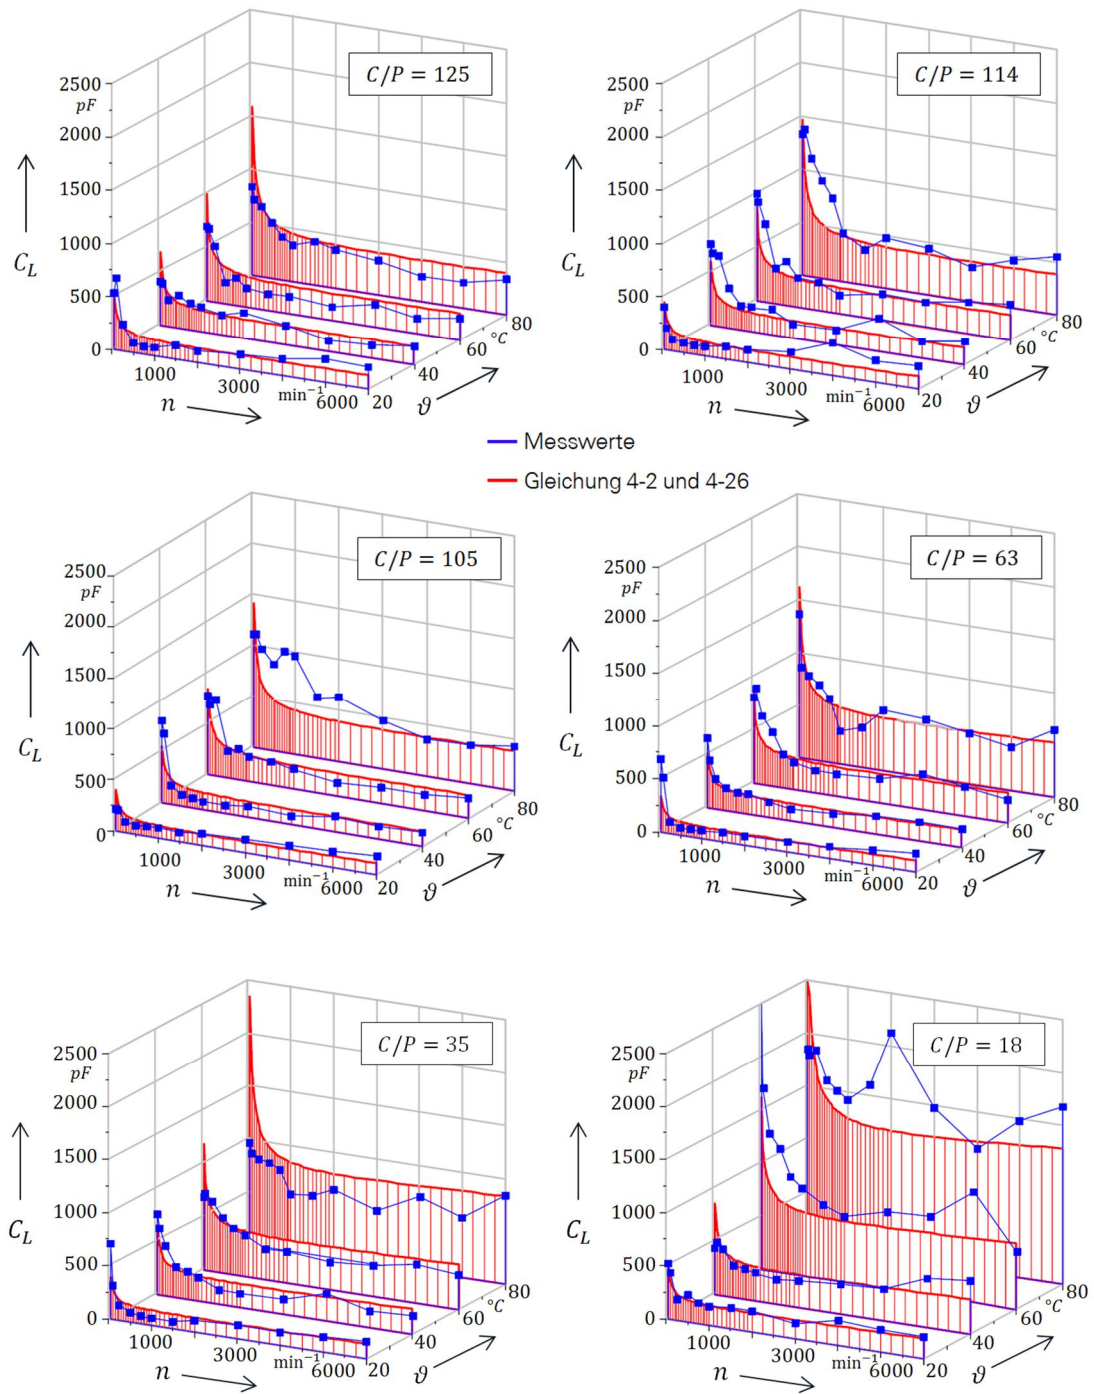 C/P = 125
2500
pF
2000
1500
1000
500
0
C_L
1000
3000
min⁻¹
6000
20
40
60
°C
80
n
ϑ
C/P = 114
2500
pF
2000
1500
1000
500
0
C_L
1000
3000
min⁻¹
6000
20
40
60
°C
80
n
ϑ
Messwerte
Gleichung 4-2 und 4-26
C/P = 105
2500
pF
2000
1500
1000
500
0
C_L
1000
3000
min⁻¹
6000
20
40
60
°C
80
n
ϑ
C/P = 63
2500
pF
2000
1500
1000
500
0
C_L
1000
3000
min⁻¹
6000
20
40
60
°C
80
n
ϑ
C/P = 35
2500
pF
2000
1500
1000
500
0
C_L
1000
3000
min⁻¹
6000
20
40
60
°C
80
n
ϑ
C/P = 18
2500
pF
2000
1500
1000
500
0
C_L
1000
3000
min⁻¹
6000
20
40
60
°C
80
n
ϑ